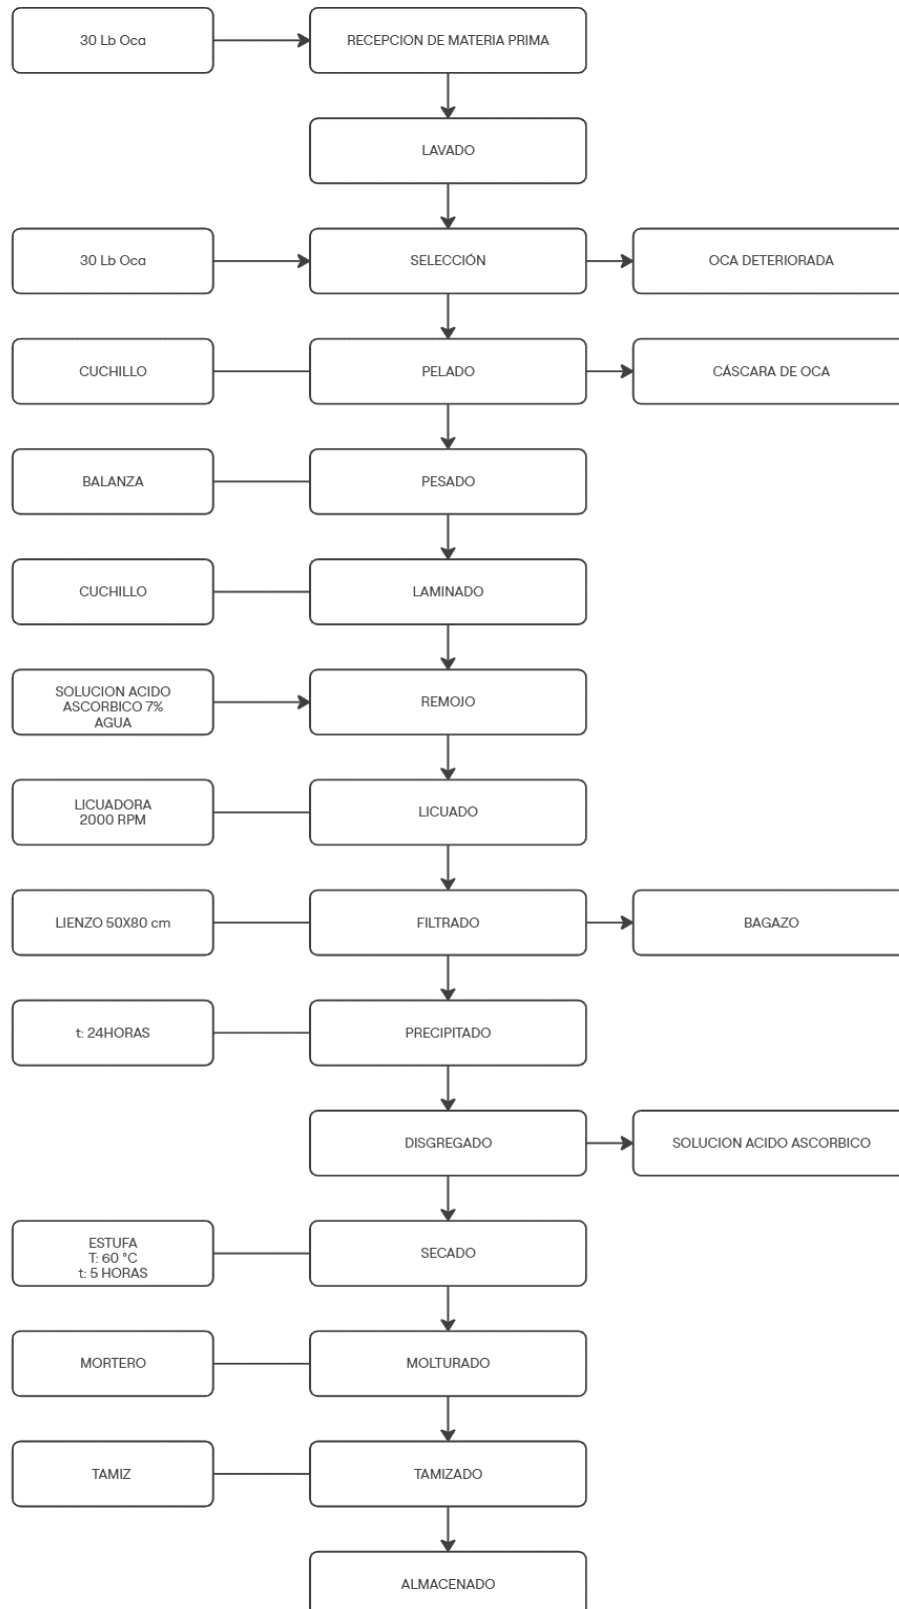 30 Lb Oca
RECEPCION DE MATERIA PRIMA
LAVADO
30 Lb Oca
SELECCIÓN
OCA DETERIORADA
CUCHILLO
PELADO
CÁSCARA DE OCA
BALANZA
PESADO
CUCHILLO
LAMINADO
SOLUCION ACIDO
ASCORBICO 7%
AGUA
REMOJO
LICUADORA
2000 RPM
LICUADO
LIENZO 50X80 cm
FILTRADO
BAGAZO
t: 24HORAS
PRECIPITADO
DISGREGADO
SOLUCION ACIDO ASCORBICO
ESTUFA
T: 60 °C
t: 5 HORAS
SECADO
MORTERO
MOLTURADO
TAMIZ
TAMIZADO
ALMACENADO